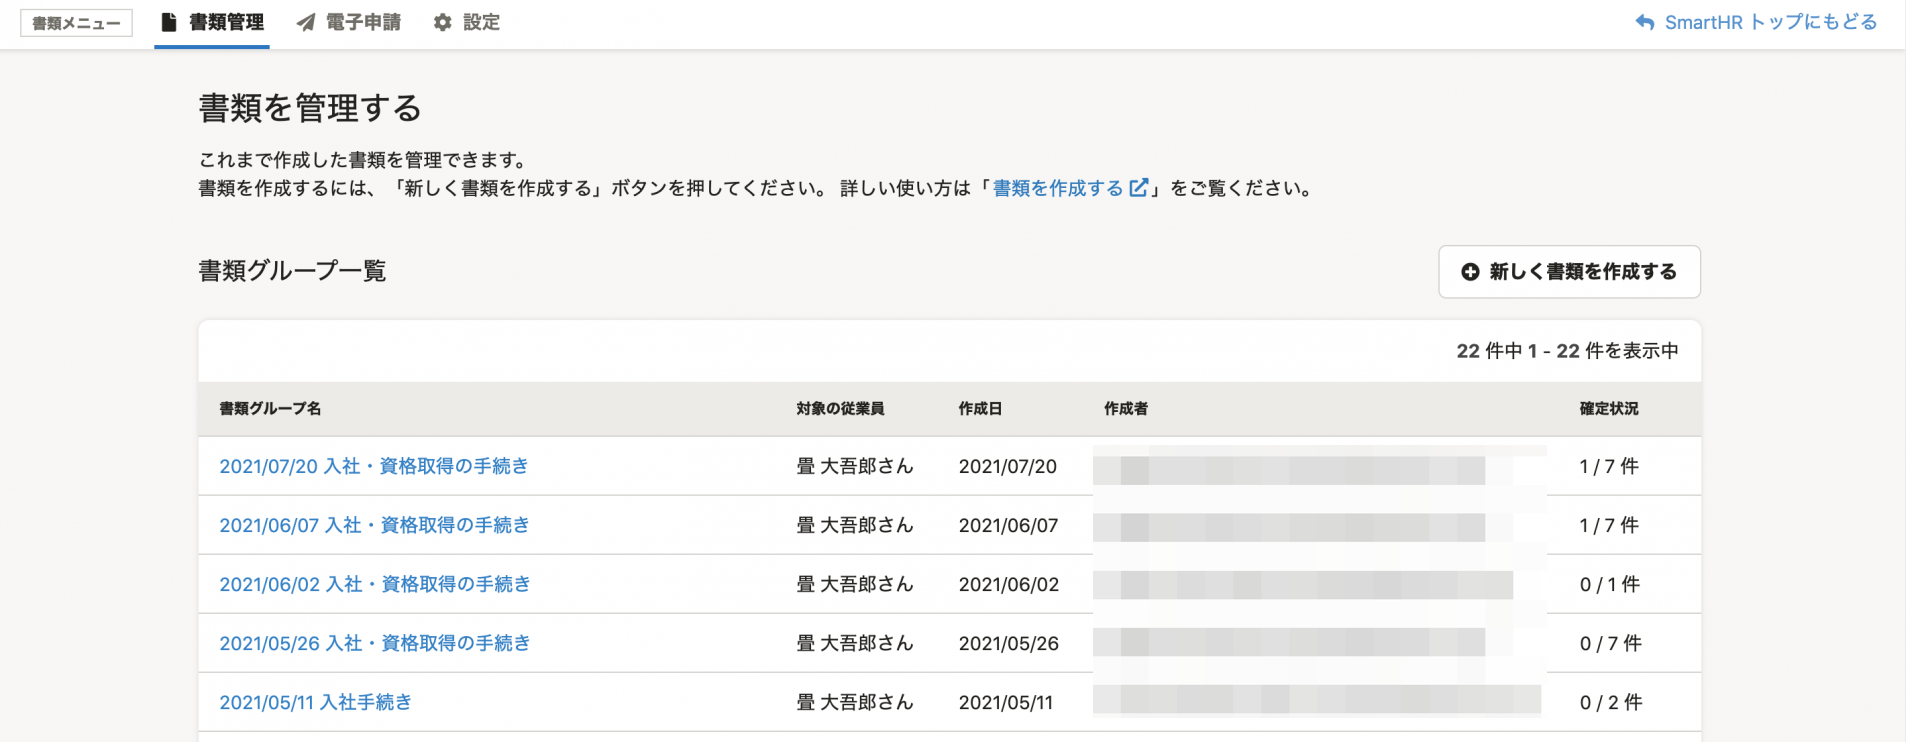 書類メニュー 書類管理 電子申請 設定 SmartHR トップにもどる
書類を管理する
これまで作成した書類を管理できます。
書類を作成するには、「新しく書類を作成する」ボタンを押してください。 詳しい使い方は「書類を作成する」をご覧ください。
書類グループ一覧 新しく書類を作成する
22 件中 1 - 22 件を表示中
書類グループ名 対象の従業員 作成日 作成者 確定状況
2021/07/20 入社・資格取得の手続き 畳 大吾郎さん 2021/07/20 1 / 7 件
2021/06/07 入社・資格取得の手続き 畳 大吾郎さん 2021/06/07 1 / 7 件
2021/06/02 入社・資格取得の手続き 畳 大吾郎さん 2021/06/02 0 / 1 件
2021/05/26 入社・資格取得の手続き 畳 大吾郎さん 2021/05/26 0 / 7 件
2021/05/11 入社手続き 畳 大吾郎さん 2021/05/11 0 / 2 件